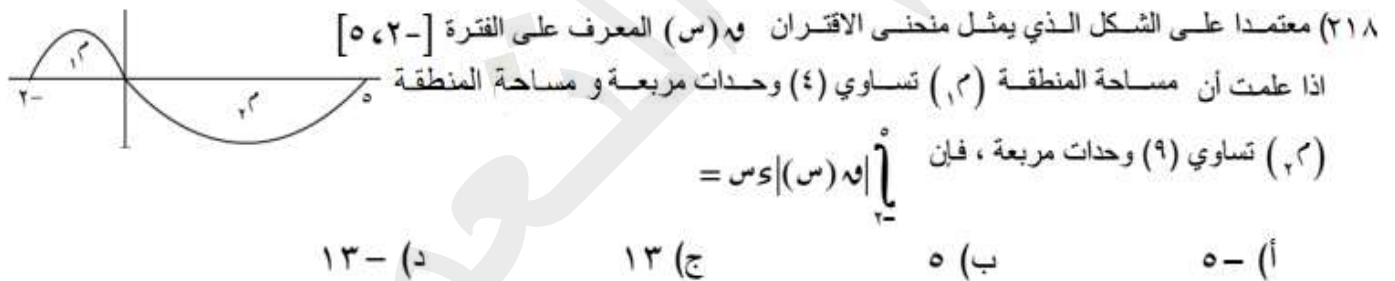 ٢١٨) معتمدا على الشكل الذي يمثل منحنى الاقتران ق(س) المعرف على الفترة [-٢، ٥]
اذا علمت أن مساحة المنطقة (م١) تساوي (٤) وحدات مربعة و مساحة المنطقة
(م٢) تساوي (٩) وحدات مربعة ، فإن ∫₋٢^٥ |ق(س)| ءس =
أ) -٥ ب) ٥ ج) ١٣ د) -١٣
م١
-٢ م٢ ٥